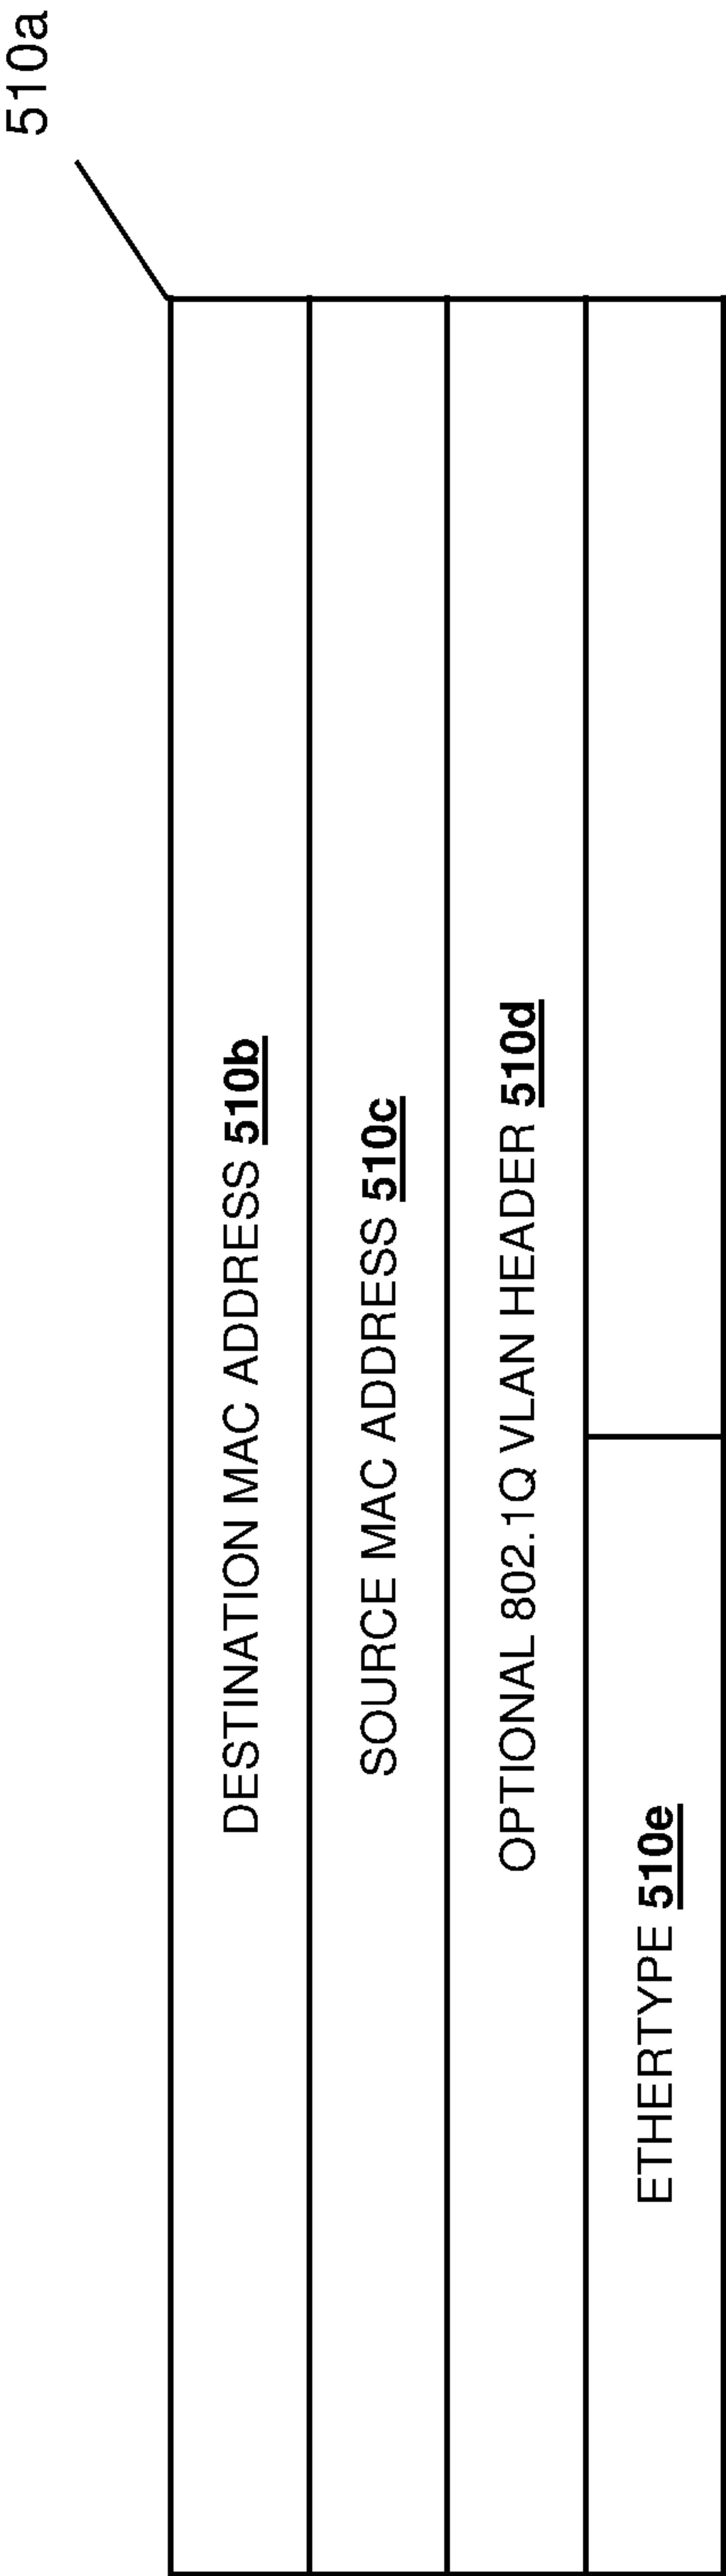 510a
DESTINATION MAC ADDRESS 510b
SOURCE MAC ADDRESS 510c
OPTIONAL 802.1Q VLAN HEADER 510d
ETHERTYPE 510e